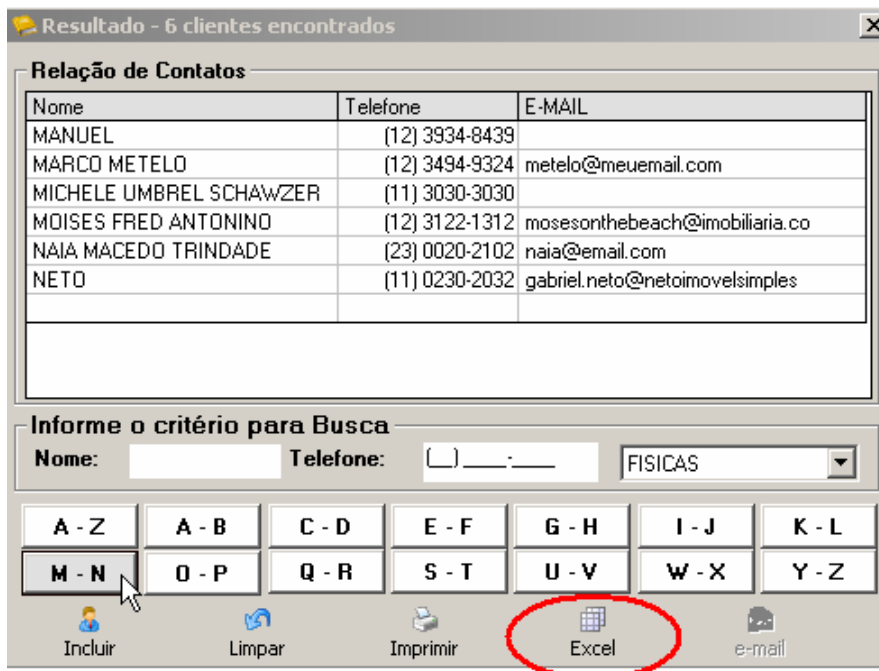 Resultado - 6 clientes encontrados
Relação de Contatos
Nome Telefone E-MAIL
MANUEL (12) 3934-8439
MARCO METELO (12) 3494-9324 metelo@meuemail.com
MICHELE UMBREL SCHAWZER (11) 3030-3030
MOISES FRED ANTONINO (12) 3122-1312 mosesonthebeach@imobiliaria.co
NAIA MACEDO TRINDADE (23) 0020-2102 naia@email.com
NETO (11) 0230-2032 gabriel.neto@netoimovelsimples
Informe o critério para Busca
Nome: Telefone: (__) ____-____ FISICAS
A - Z A - B C - D E - F G - H I - J K - L
M - N O - P Q - R S - T U - V W - X Y - Z
Incluir Limpar Imprimir Excel e-mail